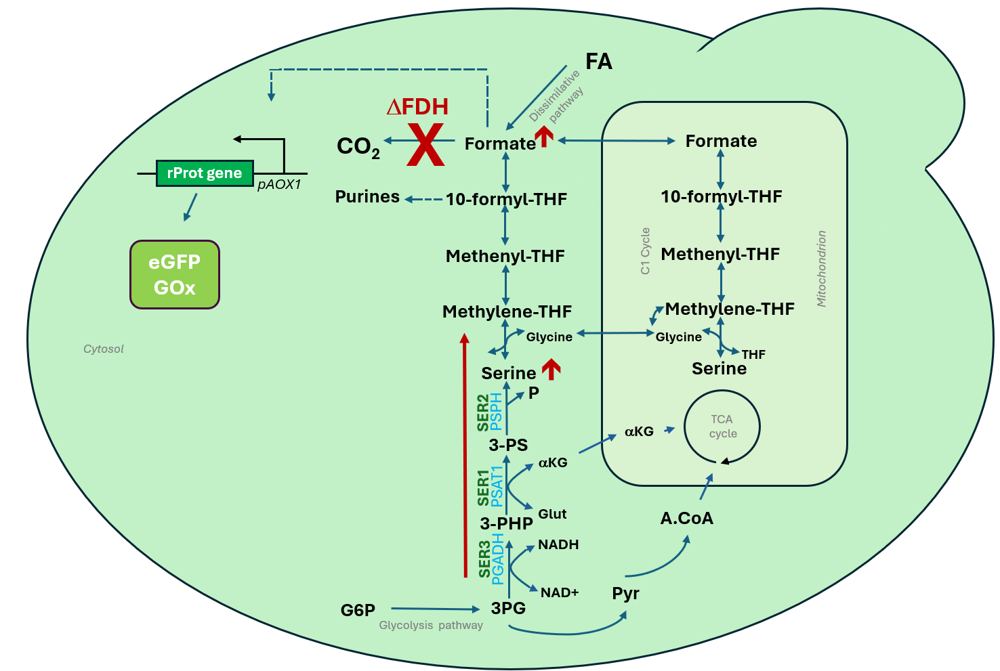 FA
Dissimilative
pathway
ΔFDH
X
CO2
Formate
Formate
rProt gene
pAOX1
Purines
10-formyl-THF
10-formyl-THF
C1 Cycle
Mitochondrion
eGFP
GOx
Methenyl-THF
Methenyl-THF
Methylene-THF
Methylene-THF
Glycine
Glycine
THF
Cytosol
Serine
Serine
P
SER2
PSPH
TCA
cycle
αKG
3-PS
αKG
SER1
PSAT1
Glut
3-PHP
A.CoA
SER3
PGADH
NADH
NAD+
Pyr
G6P
3PG
Glycolysis pathway